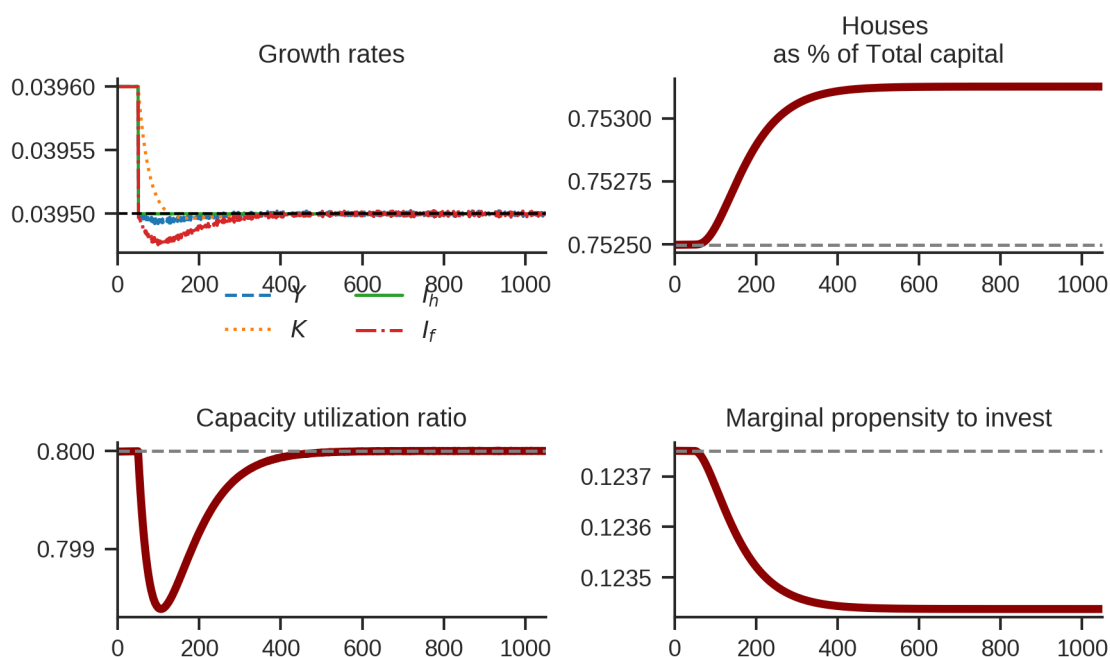 Growth rates
0.03960
0.03955
0.03950
0 200 400 600 800 1000
Y I_h
K I_f
Houses
as % of Total capital
0.75300
0.75275
0.75250
0 200 400 600 800 1000
Capacity utilization ratio
0.800
0.799
0 200 400 600 800 1000
Marginal propensity to invest
0.1237
0.1236
0.1235
0 200 400 600 800 1000